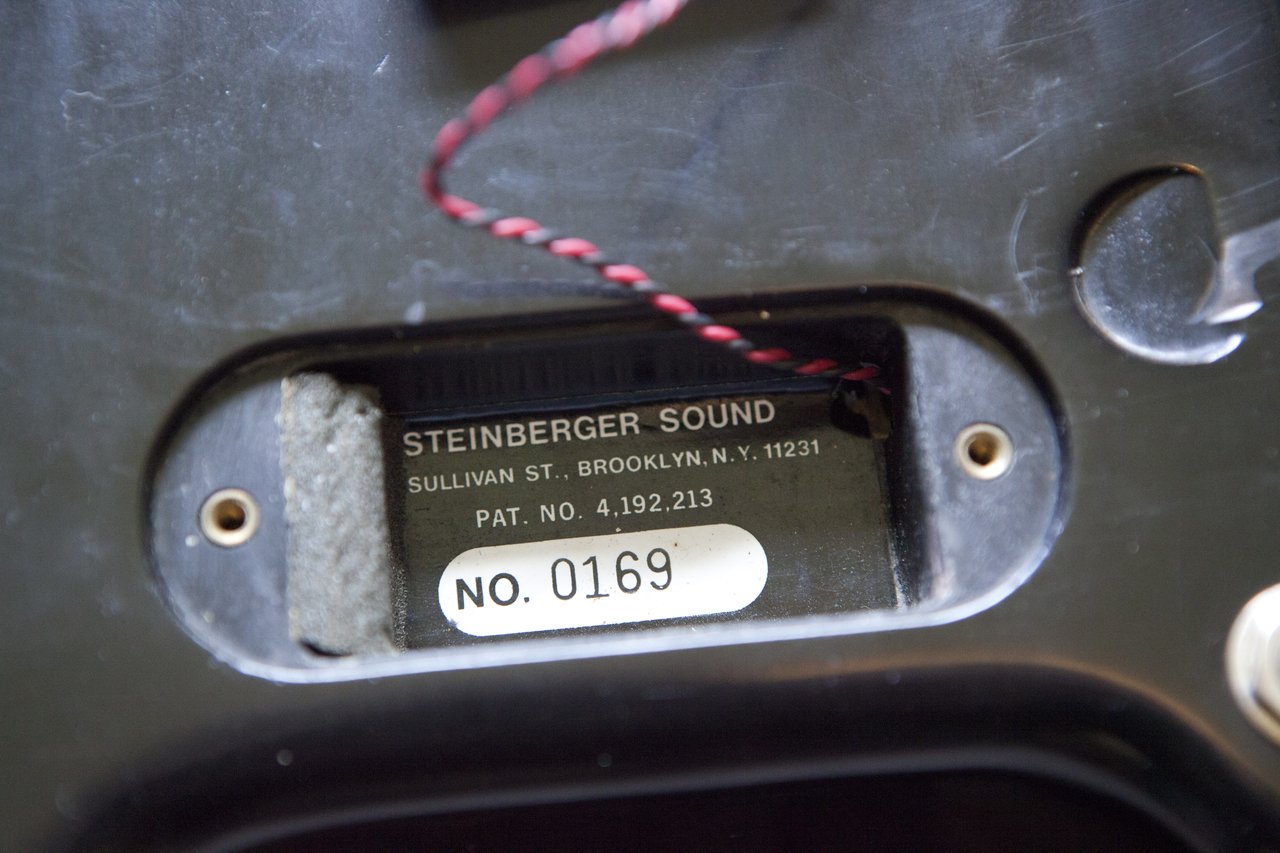 STEINBERGER SOUND
SULLIVAN ST., BROOKLYN, N.Y. 11231
PAT. NO. 4,192,213
NO. 0169